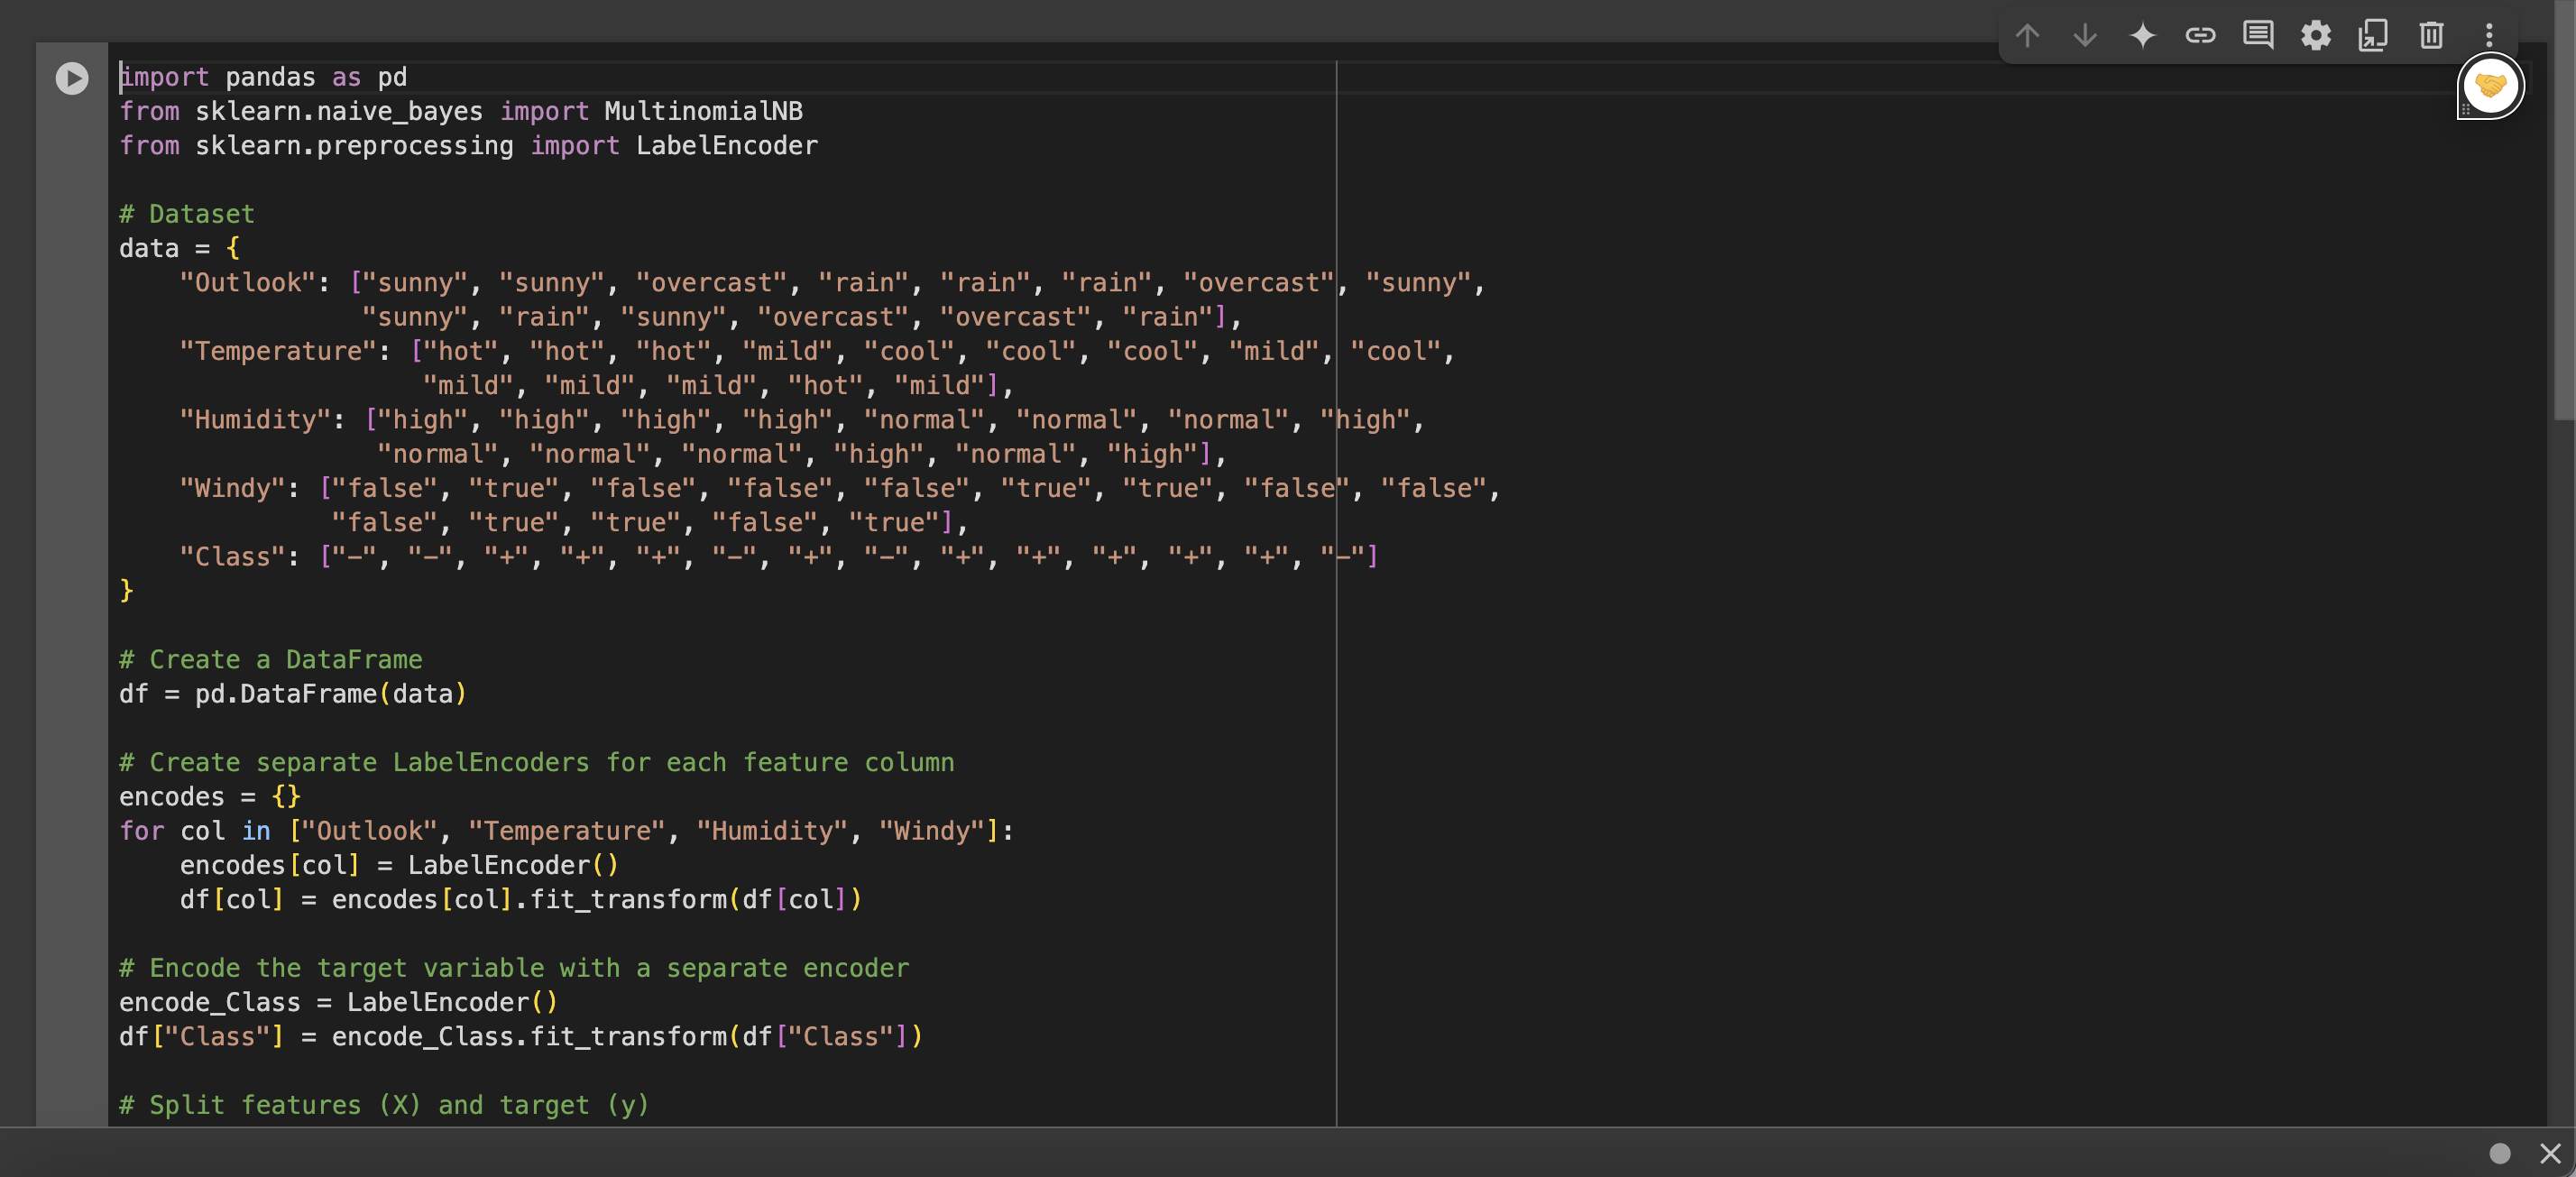 import pandas as pd
from sklearn.naive_bayes import MultinomialNB
from sklearn.preprocessing import LabelEncoder

# Dataset
data = {
    "Outlook": ["sunny", "sunny", "overcast", "rain", "rain", "rain", "overcast", "sunny",
                "sunny", "rain", "sunny", "overcast", "overcast", "rain"],
    "Temperature": ["hot", "hot", "hot", "mild", "cool", "cool", "cool", "mild", "cool",
                    "mild", "mild", "mild", "hot", "mild"],
    "Humidity": ["high", "high", "high", "high", "normal", "normal", "normal", "high",
                 "normal", "normal", "normal", "high", "normal", "high"],
    "Windy": ["false", "true", "false", "false", "false", "true", "true", "false", "false",
              "false", "true", "true", "false", "true"],
    "Class": ["−", "−", "+", "+", "+", "−", "+", "−", "+", "+", "+", "+", "+", "−"]
}

# Create a DataFrame
df = pd.DataFrame(data)

# Create separate LabelEncoders for each feature column
encodes = {}
for col in ["Outlook", "Temperature", "Humidity", "Windy"]:
    encodes[col] = LabelEncoder()
    df[col] = encodes[col].fit_transform(df[col])

# Encode the target variable with a separate encoder
encode_Class = LabelEncoder()
df["Class"] = encode_Class.fit_transform(df["Class"])

# Split features (X) and target (y)